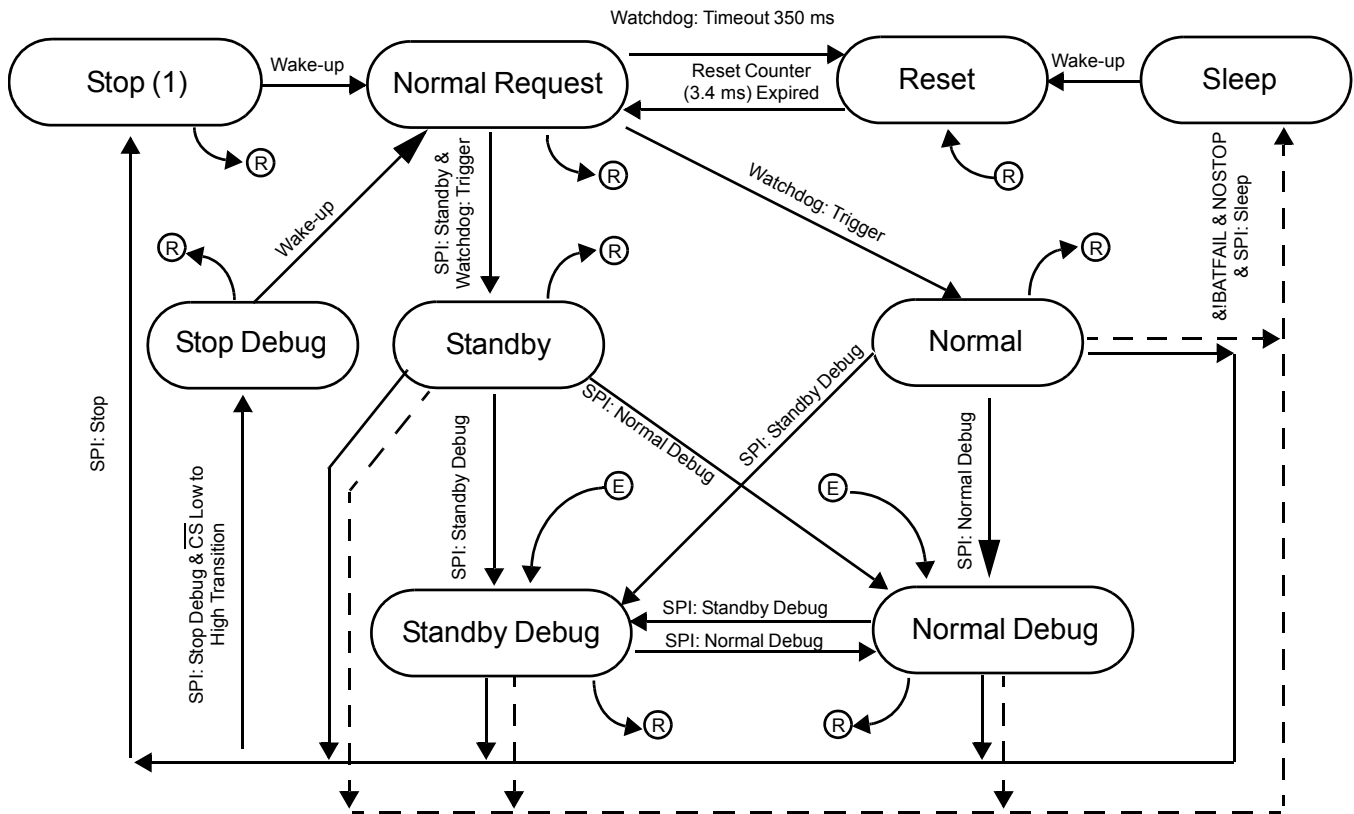 Watchdog: Timeout 350 ms
Stop (1)
Wake-up
Normal Request
Reset Counter
(3.4 ms) Expired
Reset
Wake-up
Sleep
R
R
R
SPI: Standby &
Watchdog: Trigger
Watchdog: Trigger
&!BATFAIL & NOSTOP
& SPI: Sleep
Wake-up
R
R
R
Stop Debug
Standby
Normal
SPI: Stop
SPI: Stop Debug & CS Low to
High Transition
SPI: Standby Debug
SPI: Normal Debug
SPI: Standby Debug
SPI: Normal Debug
E
E
Standby Debug
SPI: Standby Debug
SPI: Normal Debug
Normal Debug
R
R